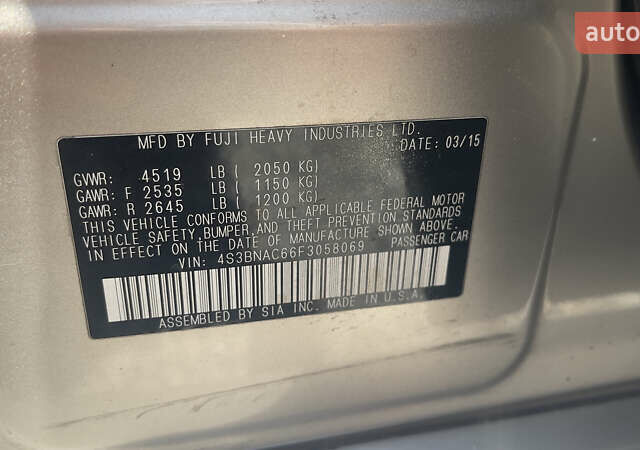 auto
MFD BY FUJI HEAVY INDUSTRIES LTD.
DATE: 03/15
GVWR: 4519 LB ( 2050 KG)
GAWR: F 2535 LB ( 1150 KG)
GAWR: R 2645 LB ( 1200 KG)
THIS VEHICLE CONFORMS TO ALL APPLICABLE FEDERAL MOTOR
VEHICLE SAFETY,BUMPER,AND THEFT PREVENTION STANDARDS
IN EFFECT ON THE DATE OF MANUFACTURE SHOWN ABOVE.
VIN: 4S3BNAC66F3058069 PASSENGER CAR
ASSEMBLED BY SIA INC. MADE IN U.S.A.